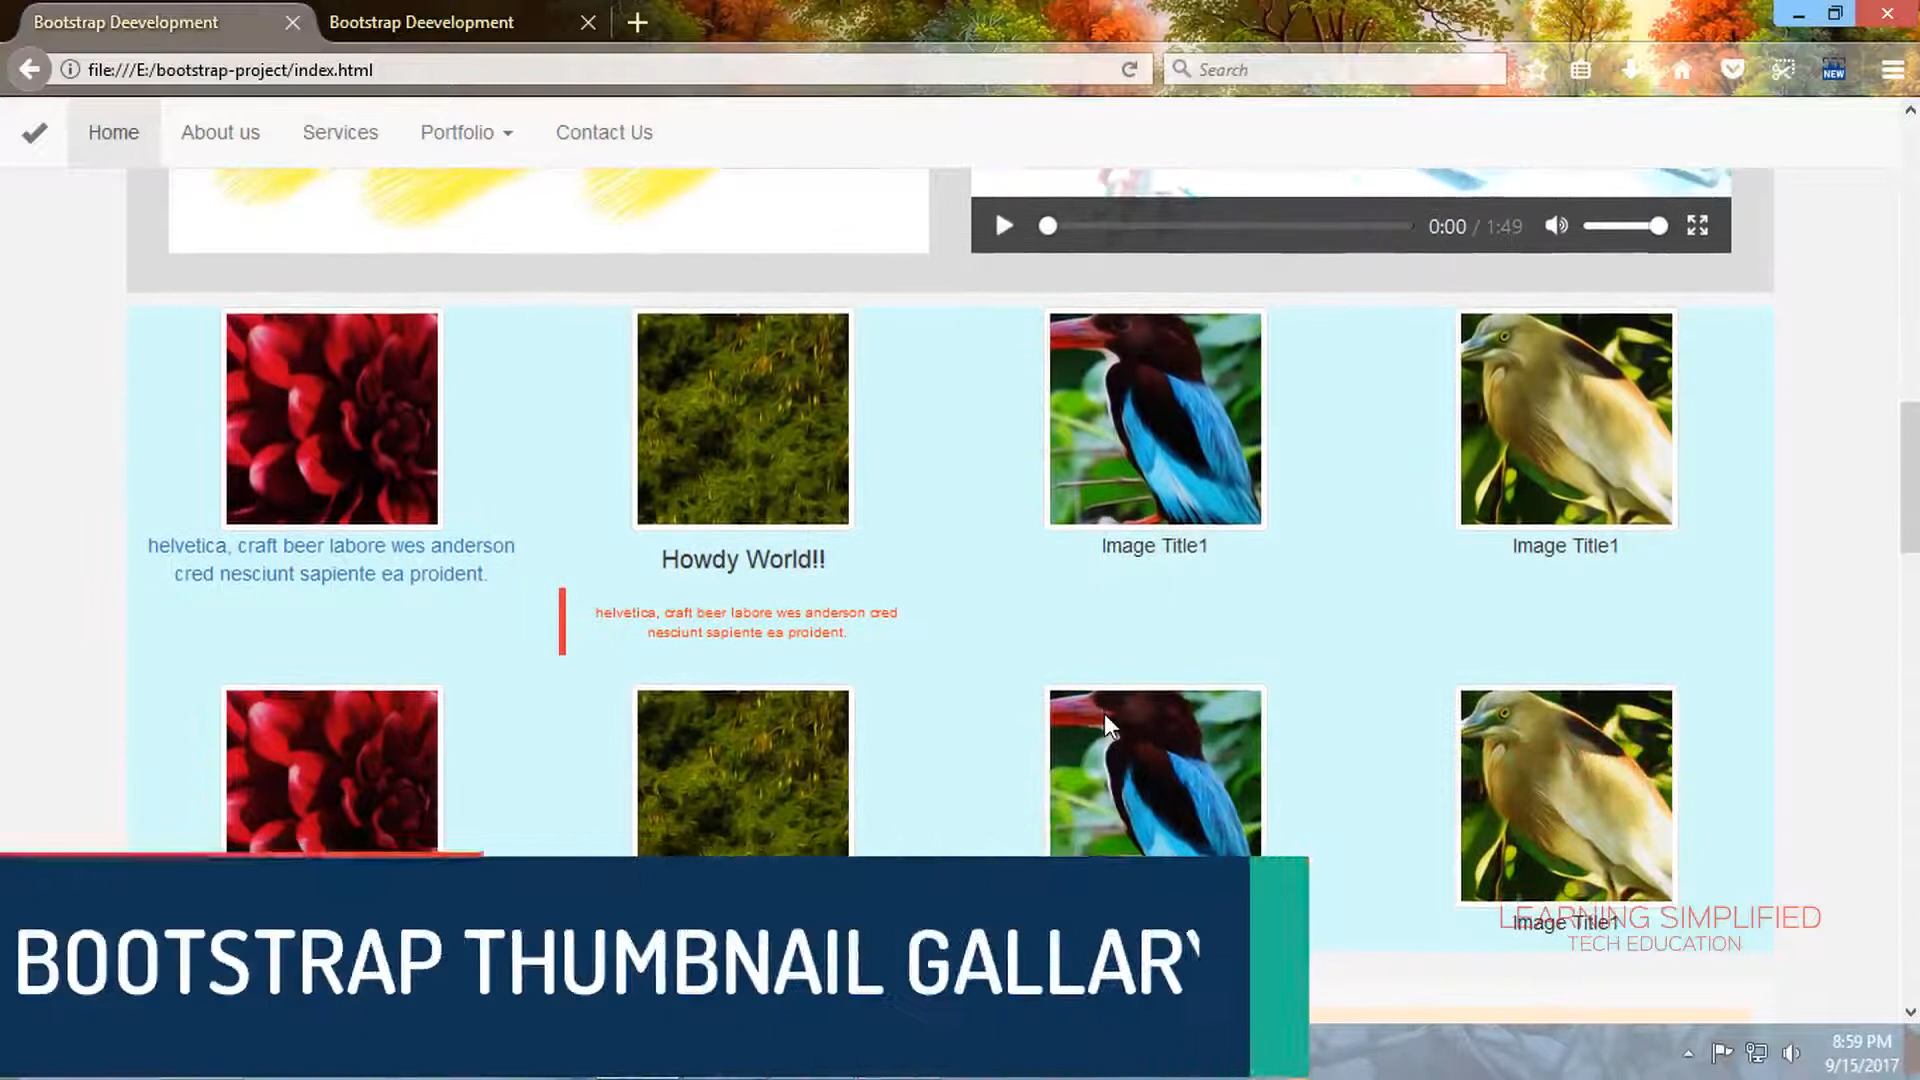 Bootstrap Deevelopment
Bootstrap Deevelopment
file:///E:/bootstrap-project/index.html
Search
NEW
Home
About us
Services
Portfolio
Contact Us
0:00 / 1:49
helvetica, craft beer labore wes anderson
cred nesciunt sapiente ea proident.
Howdy World!!
helvetica, craft beer labore wes anderson cred
nesciunt sapiente ea proident.
Image Title1
Image Title1
Image Title1
LEARNING SIMPLIFIED
TECH EDUCATION
BOOTSTRAP THUMBNAIL GALLARY
8:59 PM
9/15/2017